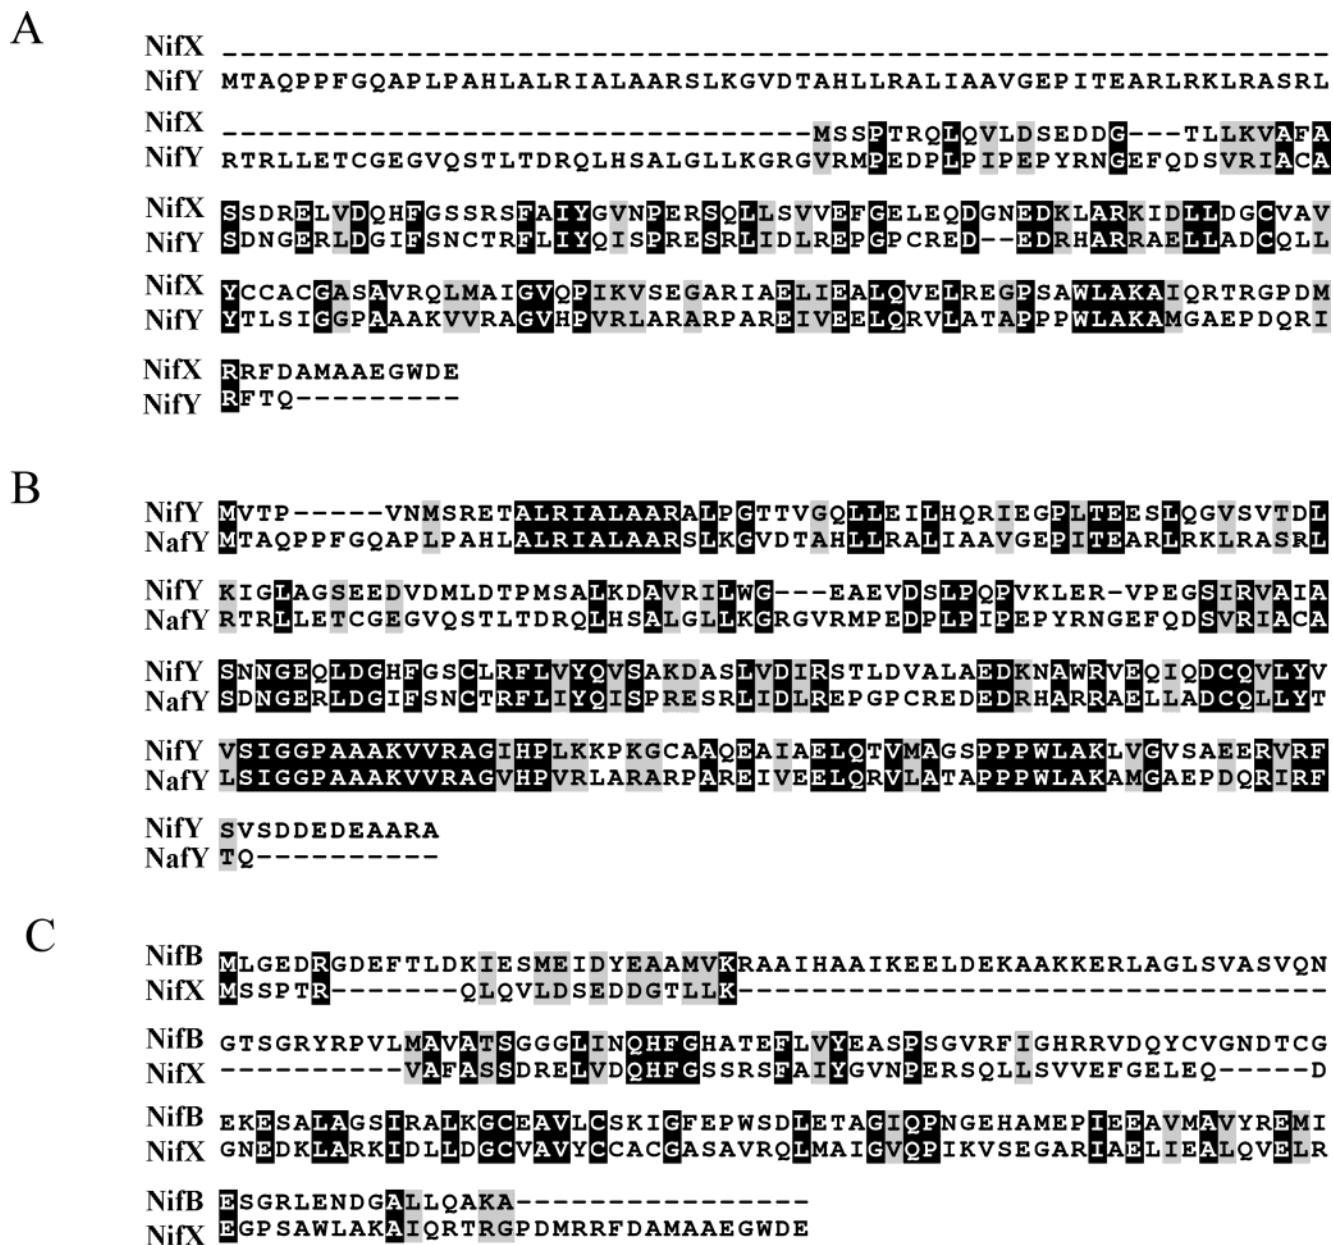 A
NifX ------------------------------------------------------------
NifY MTAQPPFGQAPLPAHLALRIALAARSLKGVDTAHLLRALIAAVGEPITEARLRKLRASRL
NifX --------------------------------MSSPTRQLQVLDSEDDG---TLLKVAFA
NifY RTRLLETCGEGVQSTLTDRQLHSALGLLKGRGVRMPEDPLPIPEPYRNGEFQDSVRIACA
NifX SSDRELVDQHFGSSRSFAIYGVNPERSQLLSVVEFGELEQDGNEDKLARKIDLLDGCVAV
NifY SDNGERLDGIFSNCTRFLIYQISPRESRLIDLREPGPCRED--EDRHARRAELLADCQLL
NifX YCCACGASAVRQLMAIGVQPIKVSEGARIAELIEALQVELREGPSAWLAKAIQRTRGPDM
NifY YTLSIGGPAAAKVVRAGVHPVRLARARPAREIVEELQRVLATAPPPWLAKAMGAEPDQRI
NifX RRFDAMAAEGWDE
NifY RFTQ---------
B
NifY MVTP-----VNMSRETALRIALAARALPGTTVGQLLEILHQRIEGPLTEESLQGVSVTDL
NafY MTAQPPFGQAPLPAHLALRIALAARSLKGVDTAHLLRALIAAVGEPITEARLRKLRASRL
NifY KIGLAGSEEDVDMLDTPMSALKDAVRILWG---EAEVDSLPQPVKLER-VPEGSIRVAIA
NafY RTRLLETCGEGVQSTLTDRQLHSALGLLKGRGVRMPEDPLPIPEPYRNGEFQDSVRIACA
NifY SNNGEQLDGHFGSCLRFLVYQVSAKDASLVDIRSTLDVALAEDKNAWRVEQIQDCQVLYV
NafY SDNGERLDGIFSNCTRFLIYQISPRESRLIDLREPGPCREDEDRHARRAELLADCQLLYT
NifY VSIGGPAAAKVVRAGIHPLKKPKGCAAQEAIAELQTVMAGSPPPWLAKLVGVSAEERVRF
NafY LSIGGPAAAKVVRAGVHPVRLARARPAREIVEELQRVLATAPPPWLAKAMGAEPDQRIRF
NifY SVSDDEDEAARA
NafY TQ----------
C
NifB MLGEDRGDEFTLDKIESMEIDYEAAMVKRAAIHAAIKEELDEKAAKKERLAGLSVASVQN
NifX MSSPTR-------QLQVLDSEDDGTLLK--------------------------------
NifB GTSGRYRPVLMAVATSGGGLINQHFGHATEFLVYEASPSGVRFIGHRRVDQYCVGNDTCG
NifX ----------VAFASSDRELVDQHFGSSRSFAIYGVNPERSQLLSVVEFGELEQ-----D
NifB EKESALAGSIRALKGCEAVLCSKIGFEPWSDLETAGIQPNGEHAMEPIEEAVMAVYREMI
NifX GNEDKLARKIDLLDGCVAVYCCACGASAVRQLMAIGVQPIKVSEGARIAELIEALQVELR
NifB ESGRLENDGALLQAKA----------------
NifX EGPSAWLAKAIQRTRGPDMRRFDAMAAEGWDE